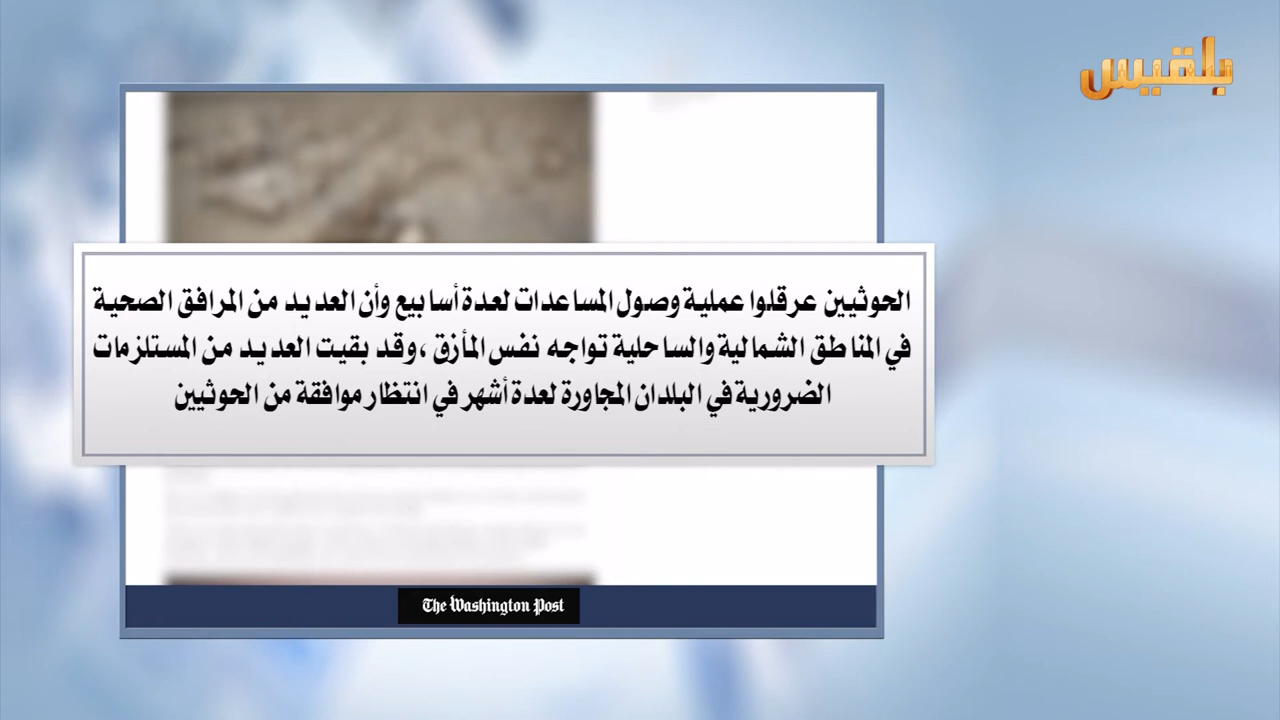 بلقيس
الحوثيين عرقلوا عملية وصول المساعدات لعدة أسابيع وأن العديد من المرافق الصحية
في المناطق الشمالية والساحلية تواجه نفس المأزق ، وقد بقيت العديد من المستلزمات
الضرورية في البلدان المجاورة لعدة أشهر في انتظار موافقة من الحوثيين
The Washington Post